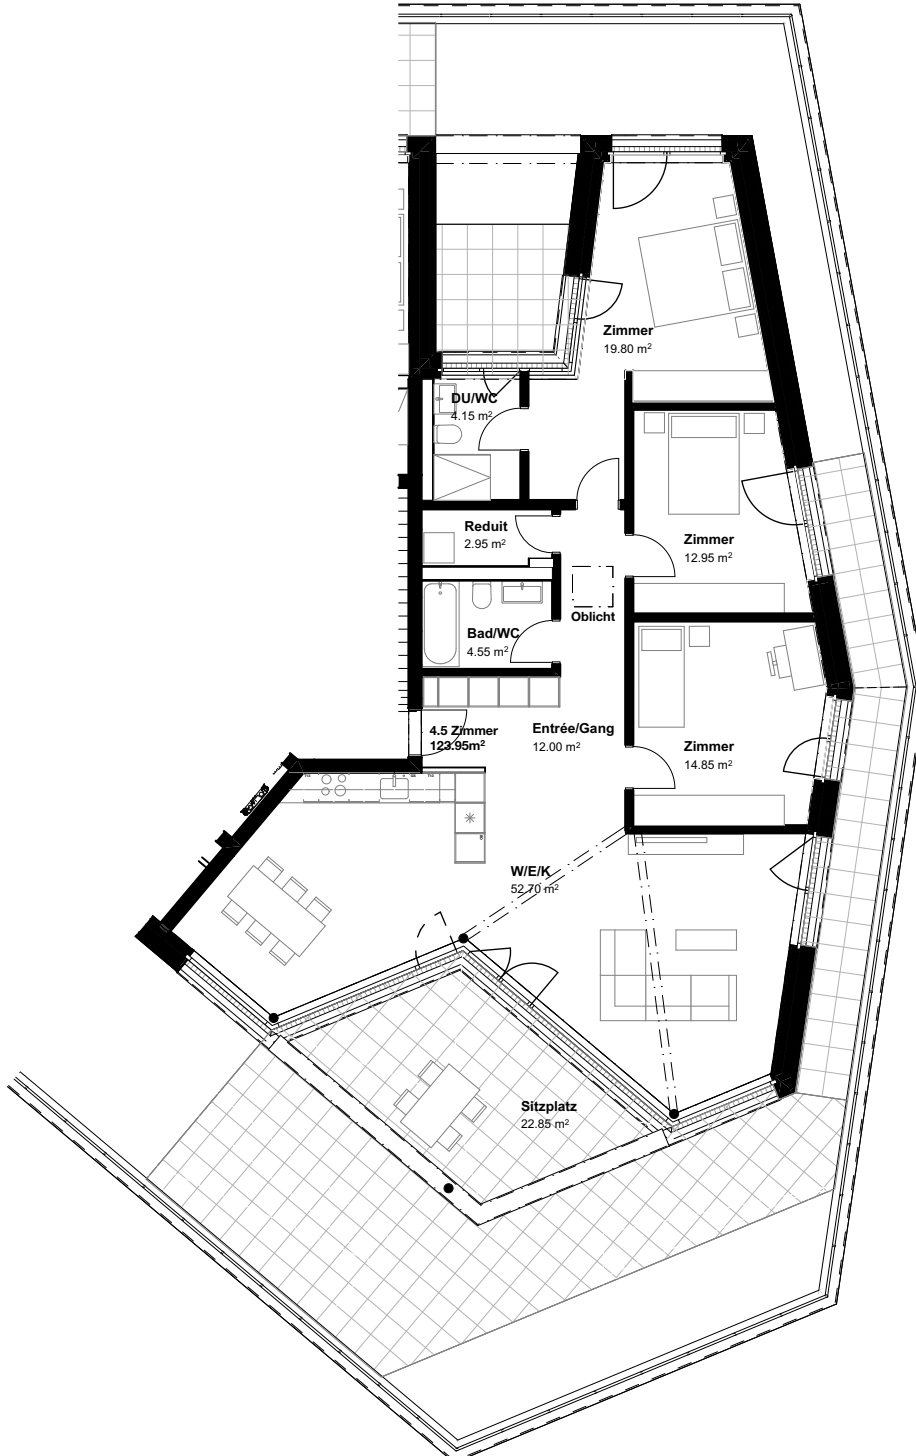 Zimmer
19.80 m²
DU/WC
4.15 m²
Reduit
2.95 m²
Zimmer
12.95 m²
Oblicht
Bad/WC
4.55 m²
4.5 Zimmer
123.95m²
Entrée/Gang
12.00 m²
Zimmer
14.85 m²
W/E/K
52.70 m²
Sitzplatz
22.85 m²